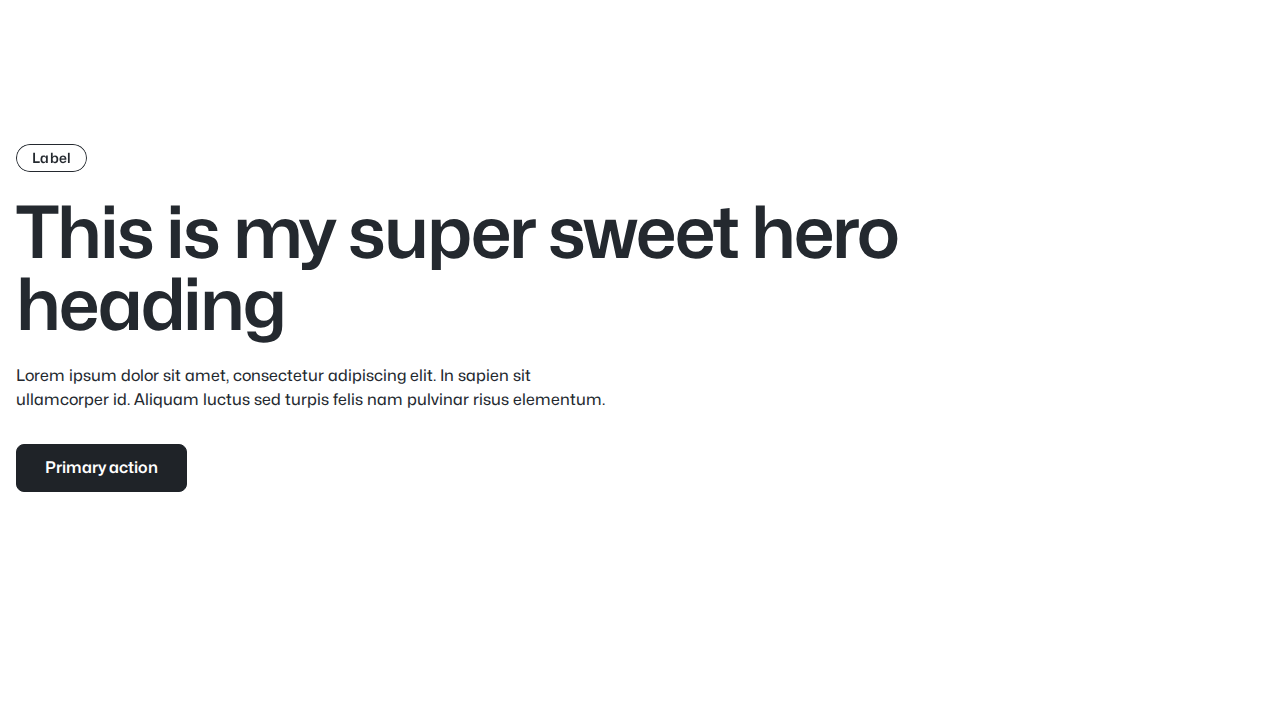 Label
This is my super sweet hero
heading
Lorem ipsum dolor sit amet, consectetur adipiscing elit. In sapien sit
ullamcorper id. Aliquam luctus sed turpis felis nam pulvinar risus elementum.
Primary action